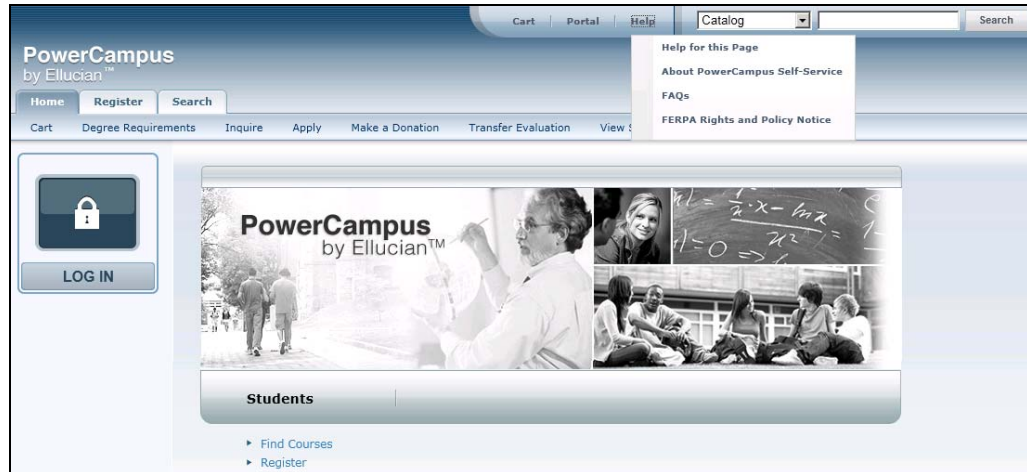 Cart Portal Help Catalog Search
PowerCampus
by Ellucian™
Help for this Page
About PowerCampus Self-Service
FAQs
FERPA Rights and Policy Notice
Home Register Search
Cart Degree Requirements Inquire Apply Make a Donation Transfer Evaluation View
LOG IN
PowerCampus
by Ellucian™
Students
Find Courses
Register